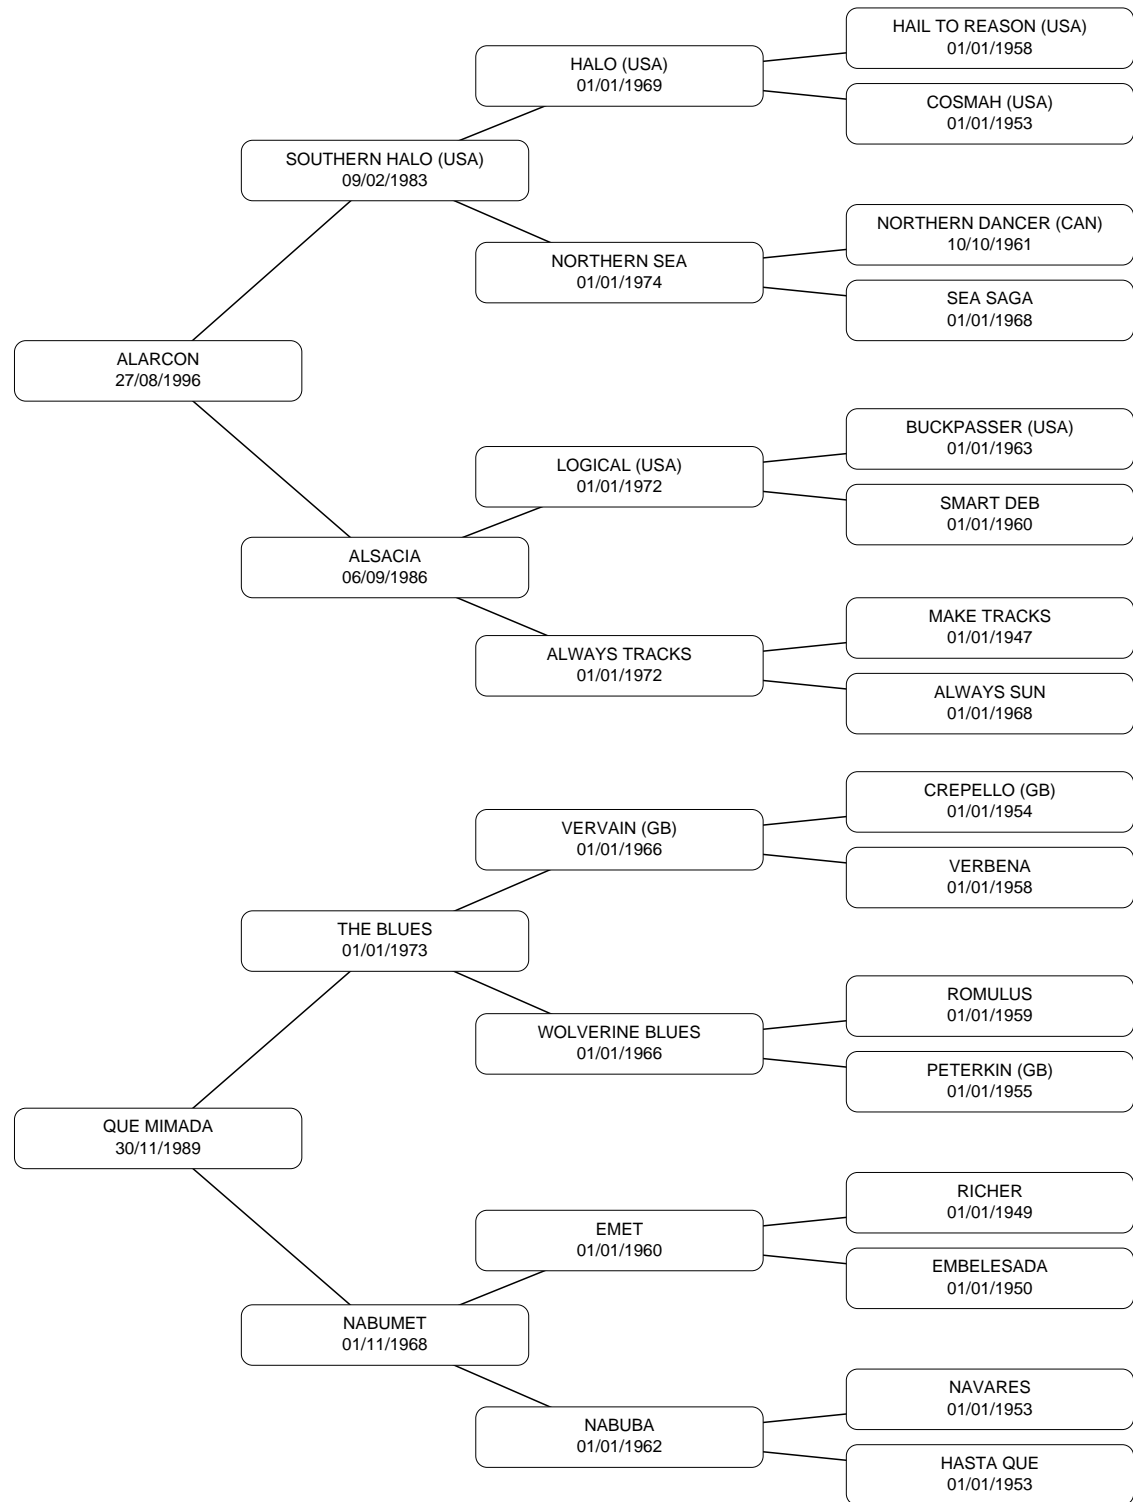 HAIL TO REASON (USA)
01/01/1958
HALO (USA)
01/01/1969
COSMAH (USA)
01/01/1953
SOUTHERN HALO (USA)
09/02/1983
NORTHERN DANCER (CAN)
10/10/1961
NORTHERN SEA
01/01/1974
SEA SAGA
01/01/1968
ALARCON
27/08/1996
BUCKPASSER (USA)
01/01/1963
LOGICAL (USA)
01/01/1972
SMART DEB
01/01/1960
ALSACIA
06/09/1986
MAKE TRACKS
01/01/1947
ALWAYS TRACKS
01/01/1972
ALWAYS SUN
01/01/1968
CREPELLO (GB)
01/01/1954
VERVAIN (GB)
01/01/1966
VERBENA
01/01/1958
THE BLUES
01/01/1973
ROMULUS
01/01/1959
WOLVERINE BLUES
01/01/1966
PETERKIN (GB)
01/01/1955
QUE MIMADA
30/11/1989
RICHER
01/01/1949
EMET
01/01/1960
EMBELESADA
01/01/1950
NABUMET
01/11/1968
NAVARES
01/01/1953
NABUBA
01/01/1962
HASTA QUE
01/01/1953